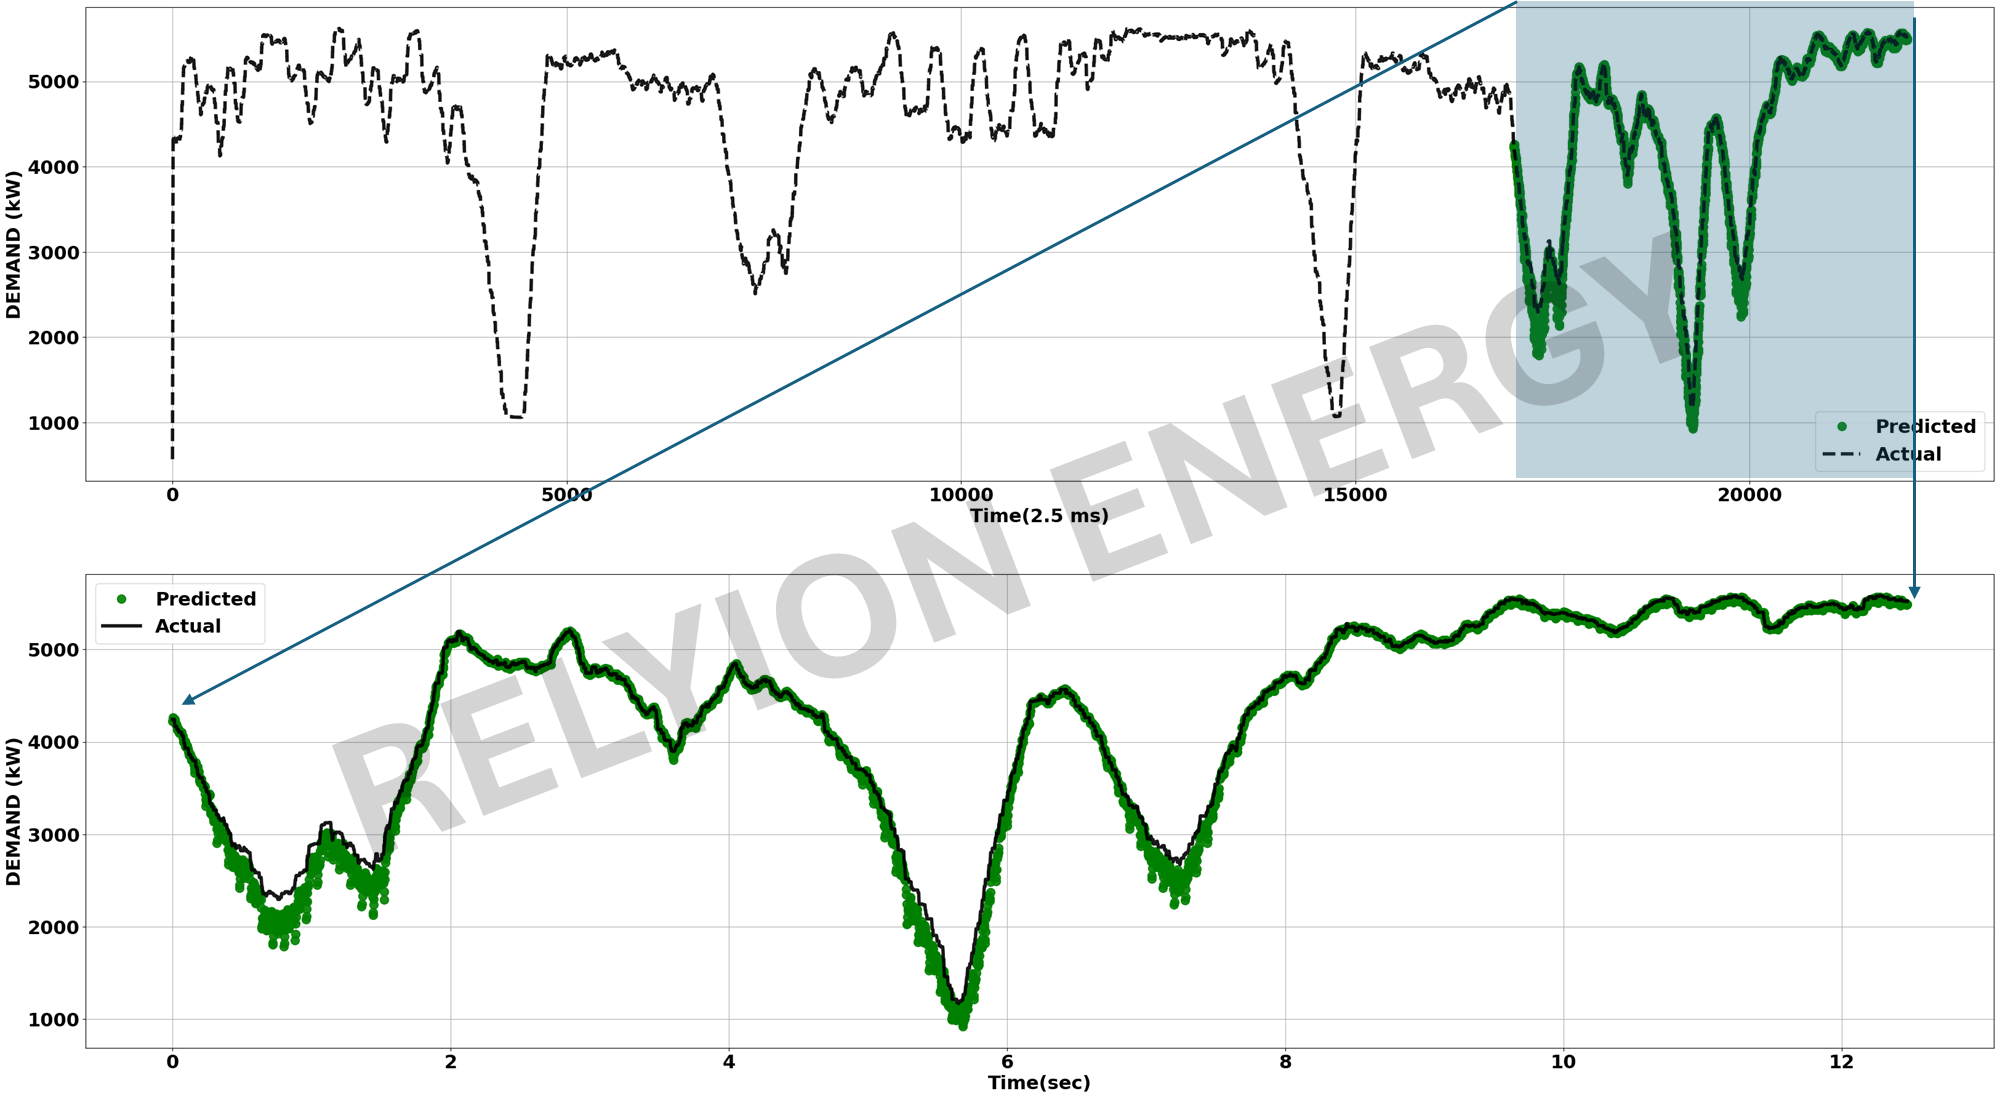 DEMAND (kW)
5000
4000
3000
2000
1000
0 5000 10000 15000 20000
Time(2.5 ms)
Predicted
Actual
RELYION ENERGY
Predicted
Actual
DEMAND (kW)
5000
4000
3000
2000
1000
0 2 4 6 8 10 12
Time(sec)